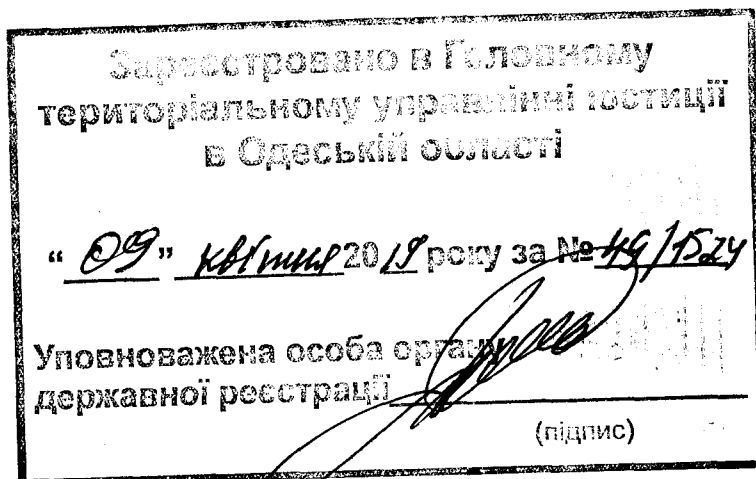 Зареєстровано в Головному
територіальному управлінні юстиції
в Одеській області
“ 09 ” квітня 2019 року за № 49/1524
Уповноважена особа органу
державної реєстрації
(підпис)